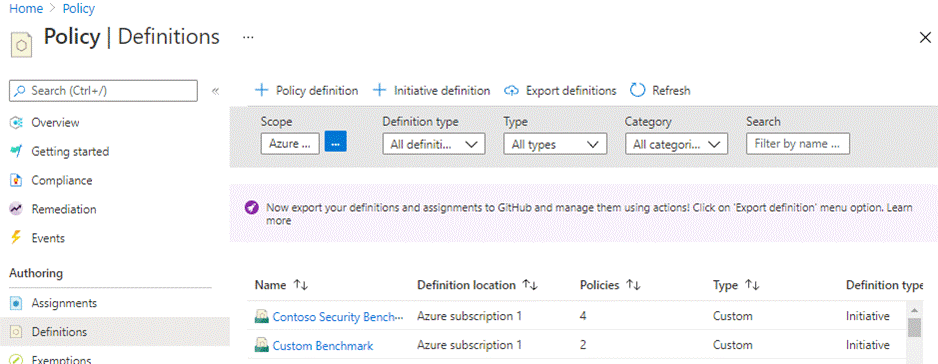 Home > Policy
Policy | Definitions ...
Search (Ctrl+/) «
Overview
Getting started
Compliance
Remediation
Events
Authoring
Assignments
Definitions
Exemptions
+ Policy definition + Initiative definition Export definitions Refresh
Scope Definition type Type Category Search
Azure ... ... All definiti... All types All categori... Filter by name ...
Now export your definitions and assignments to GitHub and manage them using actions! Click on 'Export definition' menu option. Learn
more
Name ↑↓ Definition location ↑↓ Policies ↑↓ Type ↑↓ Definition type
Contoso Security Bench... Azure subscription 1 4 Custom Initiative
Custom Benchmark Azure subscription 1 2 Custom Initiative